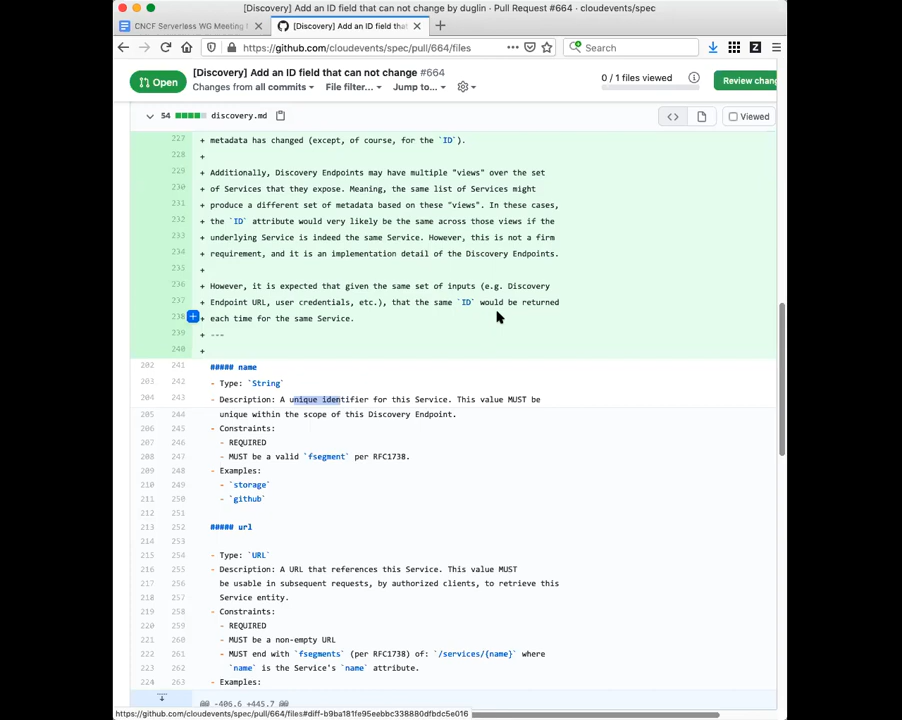 [Discovery] Add an ID field that can not change by duglin · Pull Request #664 · cloudevents/spec
CNCF Serverless WG Meeting
[Discovery] Add an ID field that
https://github.com/cloudevents/spec/pull/664/files
Search
Open
[Discovery] Add an ID field that can not change #664
Changes from all commits
File filter...
Jump to...
0 / 1 files viewed
Review chang
54
discovery.md
Viewed
227 + metadata has changed (except, of course, for the `ID`).
228 +
229 + Additionally, Discovery Endpoints may have multiple "views" over the set
230 + of Services that they expose. Meaning, the same list of Services might
231 + produce a different set of metadata based on these "views". In these cases,
232 + the `ID` attribute would very likely be the same across those views if the
233 + underlying Service is indeed the same Service. However, this is not a firm
234 + requirement, and it is an implementation detail of the Discovery Endpoints.
235 +
236 + However, it is expected that given the same set of inputs (e.g. Discovery
237 + Endpoint URL, user credentials, etc.), that the same `ID` would be returned
238 + each time for the same Service.
239 + ---
240 +
202 241 ##### name
203 242 - Type: `String`
204 243 - Description: A unique identifier for this Service. This value MUST be
205 244 unique within the scope of this Discovery Endpoint.
206 245 - Constraints:
207 246 - REQUIRED
208 247 - MUST be a valid `fsegment` per RFC1738.
209 248 - Examples:
210 249 - `storage`
211 250 - `github`
212 251
213 252 ##### url
214 253
215 254 - Type: `URL`
216 255 - Description: A URL that references this Service. This value MUST
217 256 be usable in subsequent requests, by authorized clients, to retrieve this
218 257 Service entity.
219 258 - Constraints:
220 259 - REQUIRED
221 260 - MUST be a non-empty URL
222 261 - MUST end with `fsegments` (per RFC1738) of: `/services/{name}` where
223 262 `name` is the Service's `name` attribute.
224 263 - Examples:
@@ -406,6 +445,7 @@
https://github.com/cloudevents/spec/pull/664/files#diff-b9ba181fe95eebbc338880dfbdc5e016